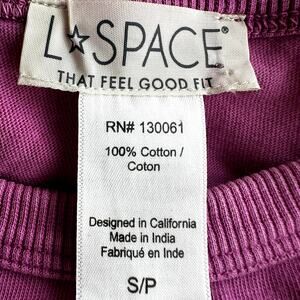 L★SPACE®
THAT FEEL GOOD FIT
RN# 130061
100% Cotton /
Coton
Designed in California
Made in India
Fabriqué en Inde
S/P